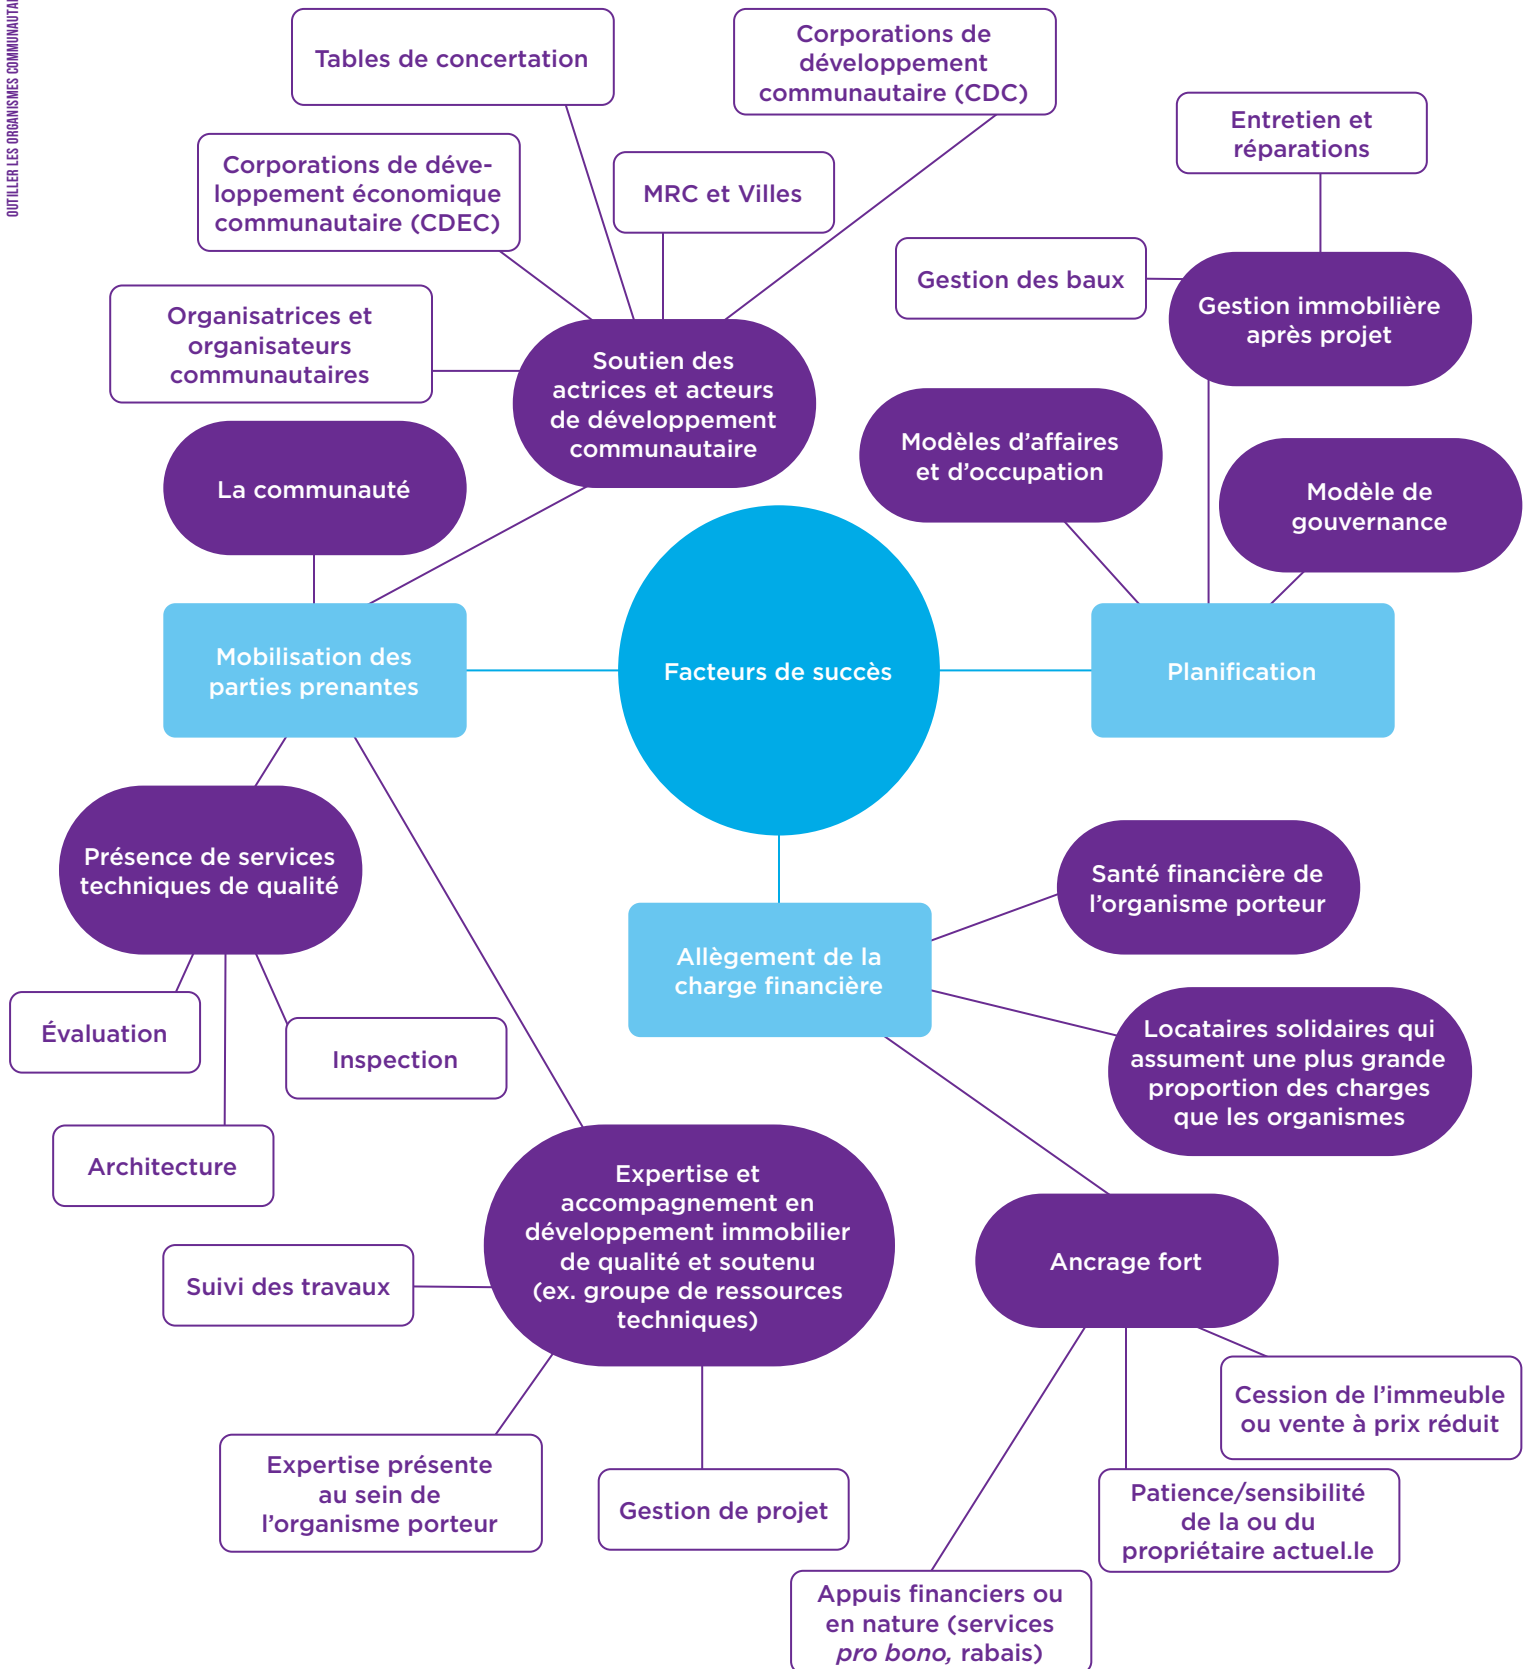 OUTILLER LES ORGANISMES
Tables de concertation
Corporations de
développement
communautaire (CDC)
Entretien et
réparations
Corporations de déve-
loppement économique
communautaire (CDEC)
MRC et Villes
Gestion des baux
Gestion immobilière
après projet
Organisatrices et
organisateurs
communautaires
Soutien des
actrices et acteurs
de développement
communautaire
Modèles d’affaires
et d’occupation
La communauté
Modèle de
gouvernance
Mobilisation des
parties prenantes
Facteurs de succès
Planification
Présence de services
techniques de qualité
Santé financière de
l’organisme porteur
Allègement de la
charge financière
Évaluation
Inspection
Locataires solidaires qui
assument une plus grande
proportion des charges
que les organismes
Architecture
Expertise et
accompagnement en
développement immobilier
de qualité et soutenu
(ex. groupe de ressources
techniques)
Ancrage fort
Suivi des travaux
Cession de l’immeuble
ou vente à prix réduit
Expertise présente
au sein de
l’organisme porteur
Gestion de projet
Patience/sensibilité
de la ou du
propriétaire actuel.le
Appuis financiers ou
en nature (services
pro bono, rabais)